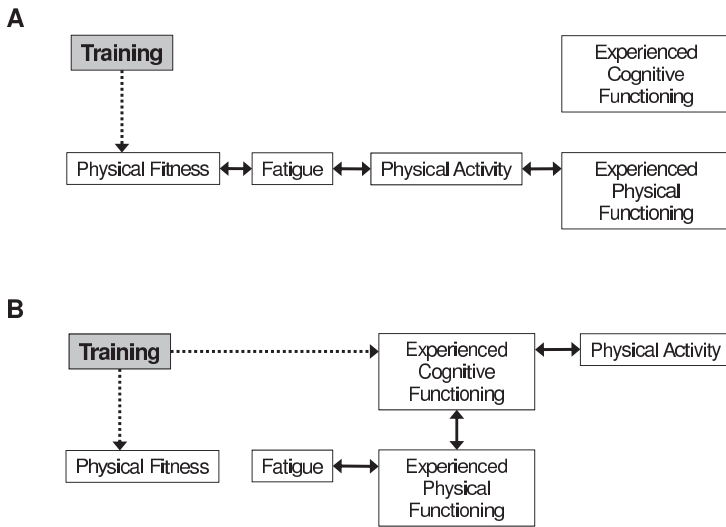 A
Training
Experienced
Cognitive
Functioning
Physical Fitness
Fatigue
Physical Activity
Experienced
Physical
Functioning
B
Training
Experienced
Cognitive
Functioning
Physical Activity
Physical Fitness
Fatigue
Experienced
Physical
Functioning